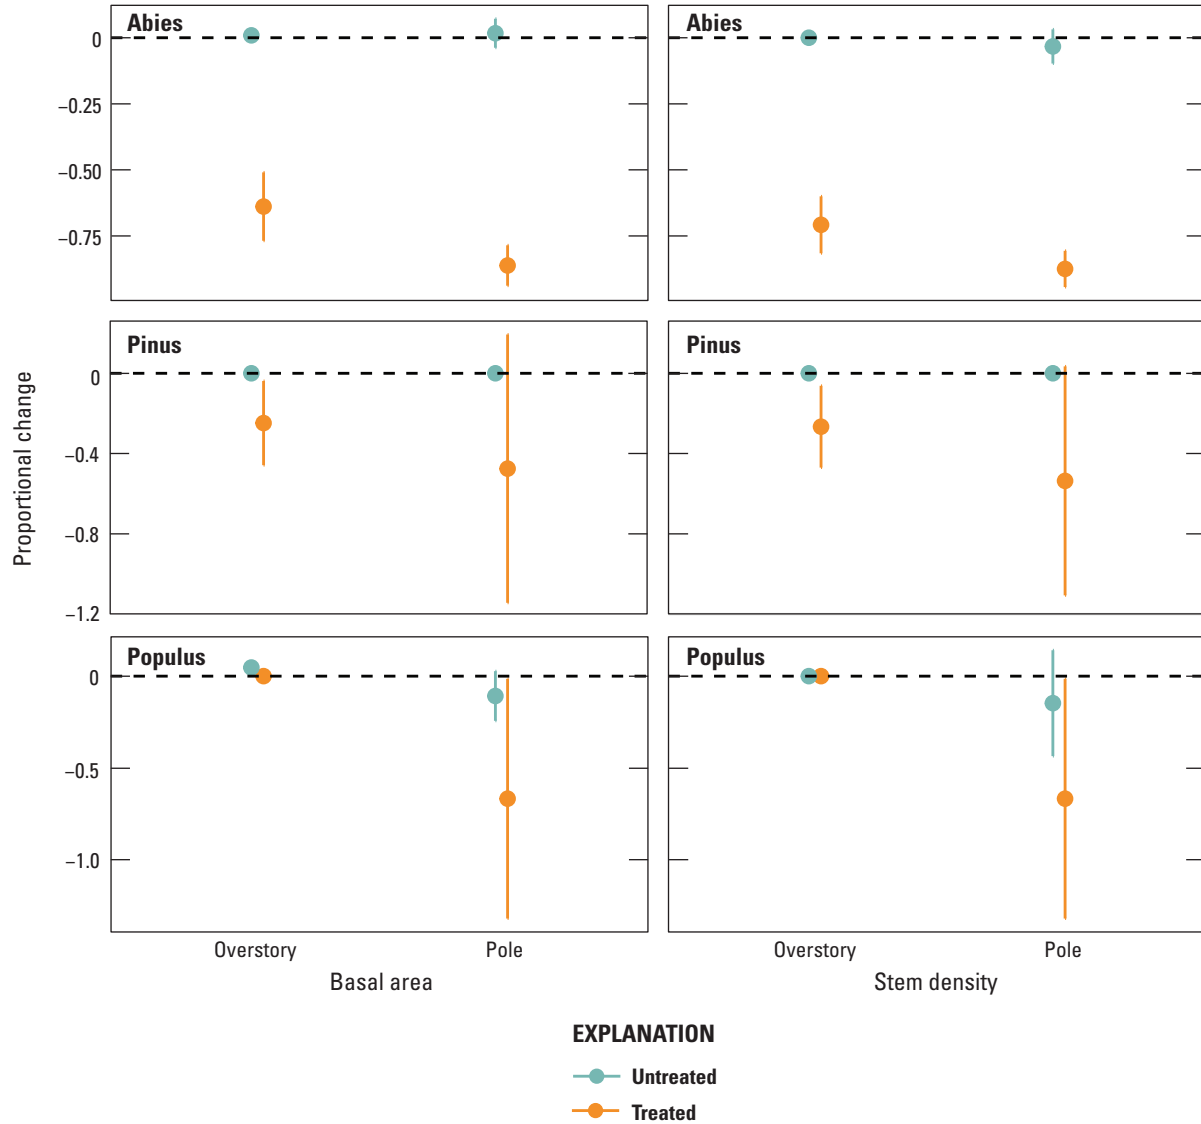 Abies
Abies
0
−0.25
−0.50
−0.75
Pinus
Pinus
0
−0.4
−0.8
−1.2
Proportional change
Populus
Populus
0
−0.5
−1.0
Overstory Pole Overstory Pole
Basal area Stem density
EXPLANATION
Untreated
Treated